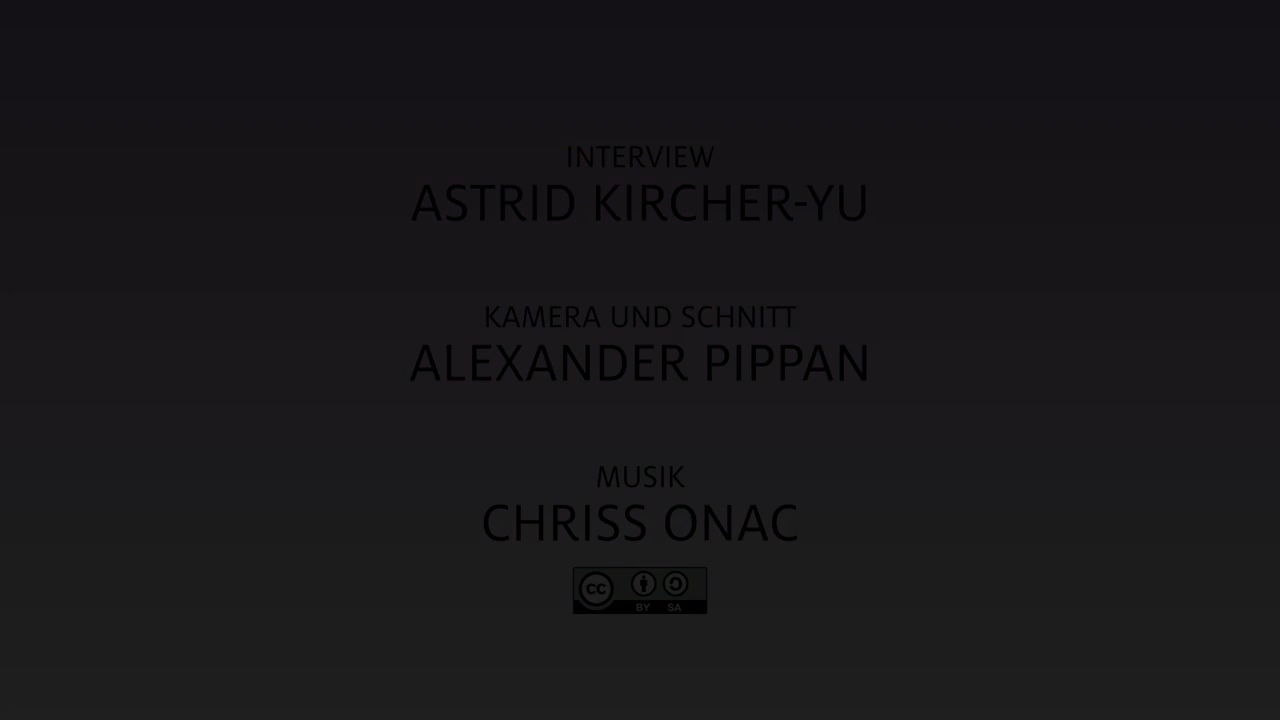 INTERVIEW
ASTRID KIRCHER-YU
KAMERA UND SCHNITT
ALEXANDER PIPPAN
MUSIK
CHRISS ONAC
CC BY SA